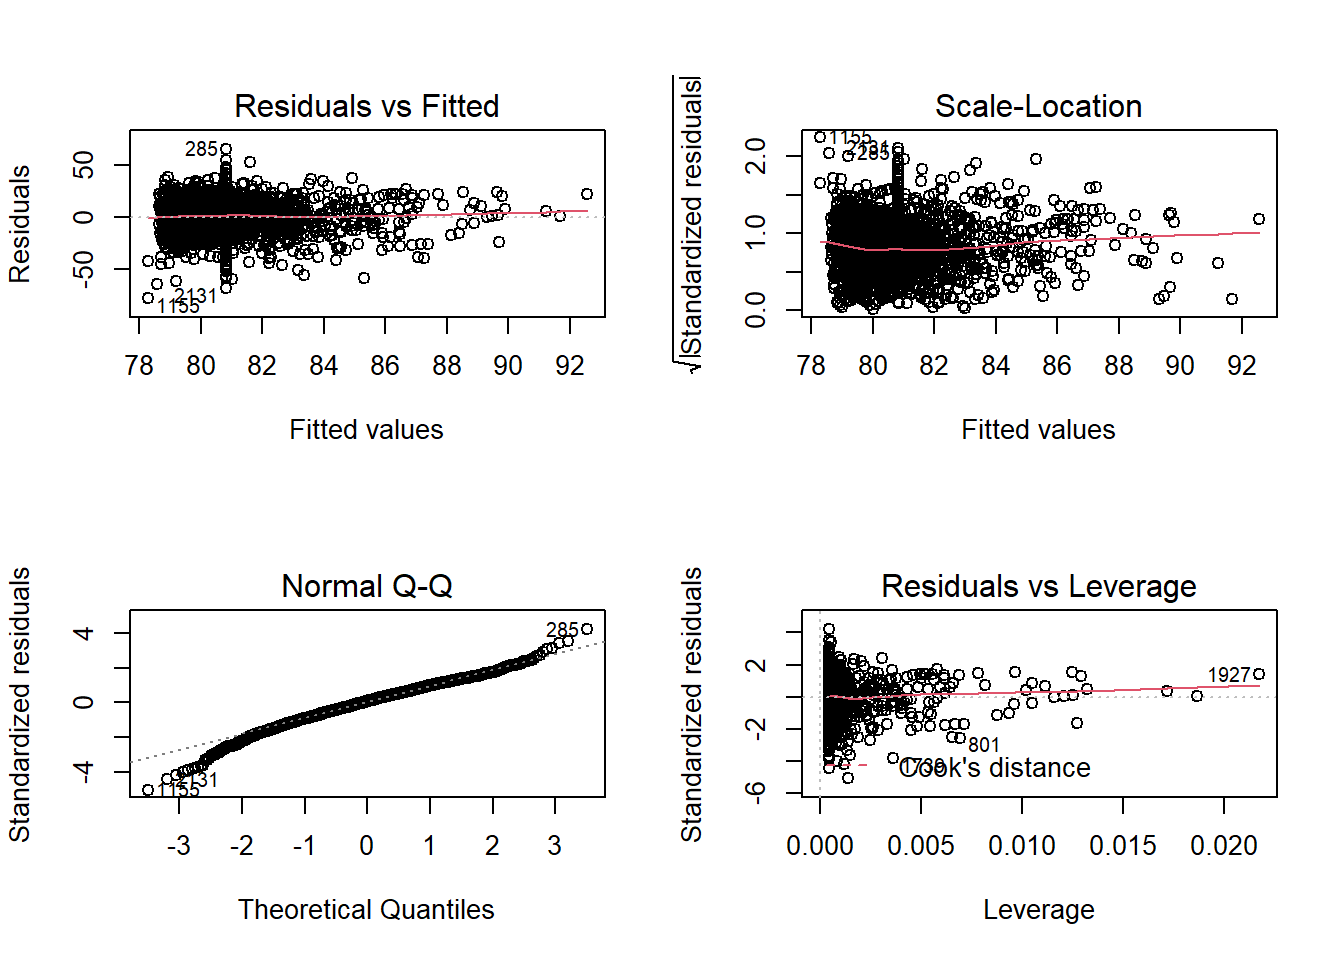 Residuals vs Fitted
Residuals
50
0
-50
285
2131
1155
78 80 82 84 86 88 90 92
Fitted values
Scale-Location
√|Standardized residuals|
2.0
1.0
0.0
1155
2131
285
78 80 82 84 86 88 90 92
Fitted values
Normal Q-Q
Standardized residuals
4
0
-4
285
2131
1155
-3 -2 -1 0 1 2 3
Theoretical Quantiles
Residuals vs Leverage
Standardized residuals
2
-2
-6
1927
801
1739
Cook's distance
0.000 0.005 0.010 0.015 0.020
Leverage